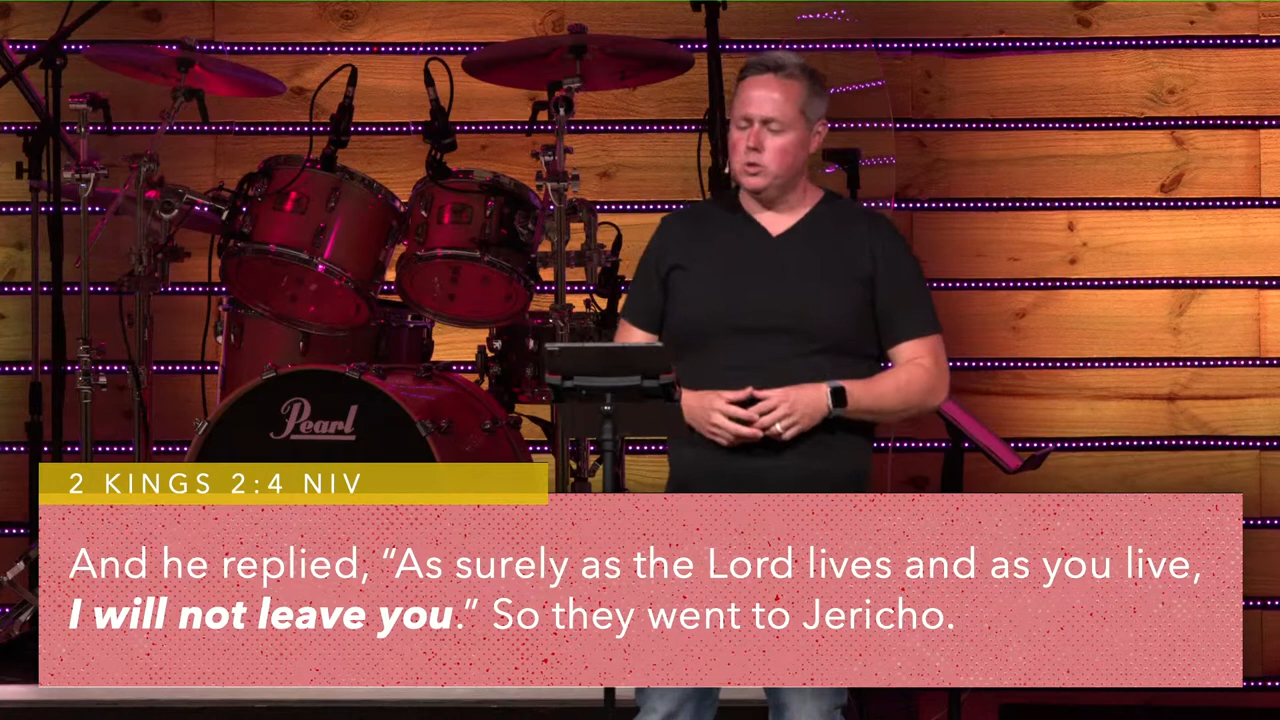 Pearl
2 KINGS 2:4 NIV
And he replied, “As surely as the Lord lives and as you live,
I will not leave you.” So they went to Jericho.